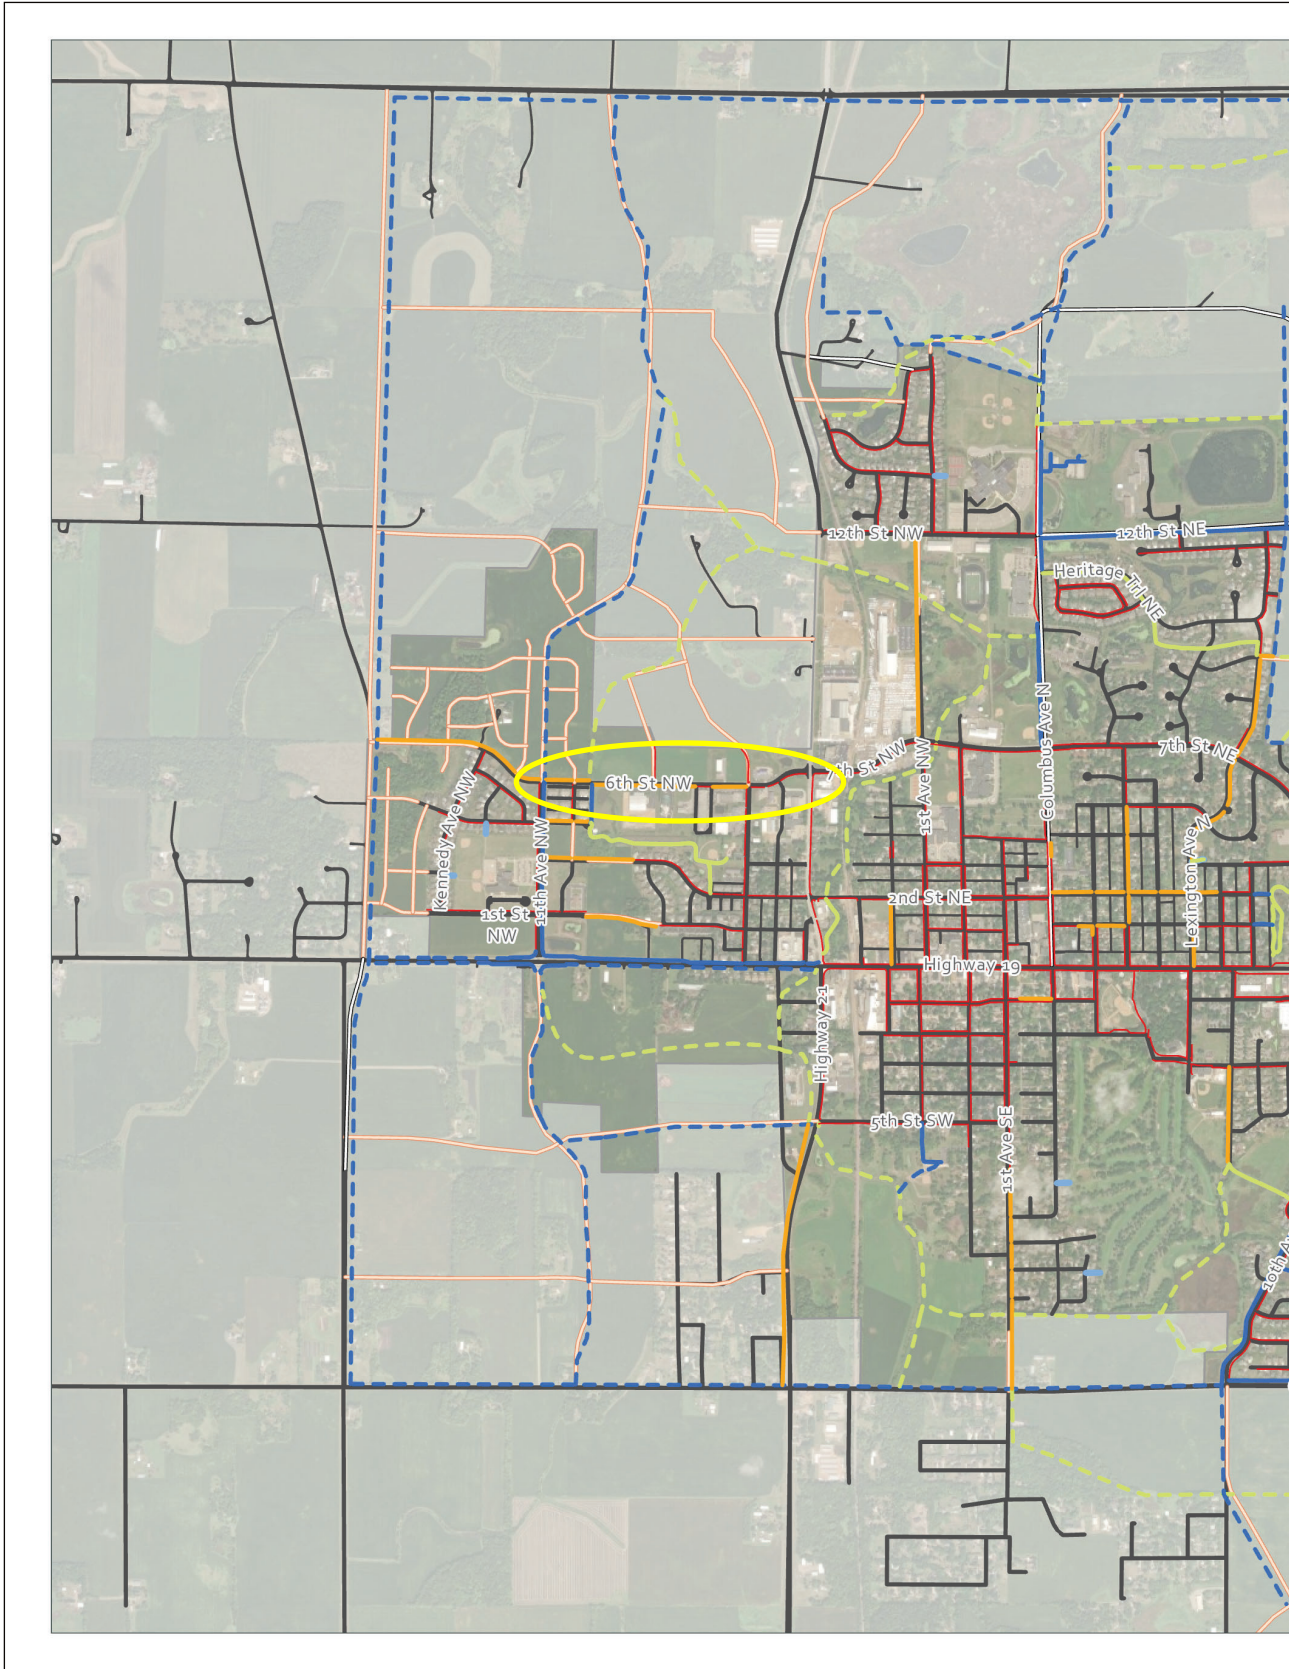 12th St NW
12th St NE
Heritage Trl NE
Columbus Ave N
7th St NW
7th St NE
6th St NW
1st Ave NW
Kennedy Ave NW
11th Ave NW
Lexington Ave N
2nd St NE
1st St
NW
Highway 19
Highway 21
5th St SW
1st Ave SE
10th A